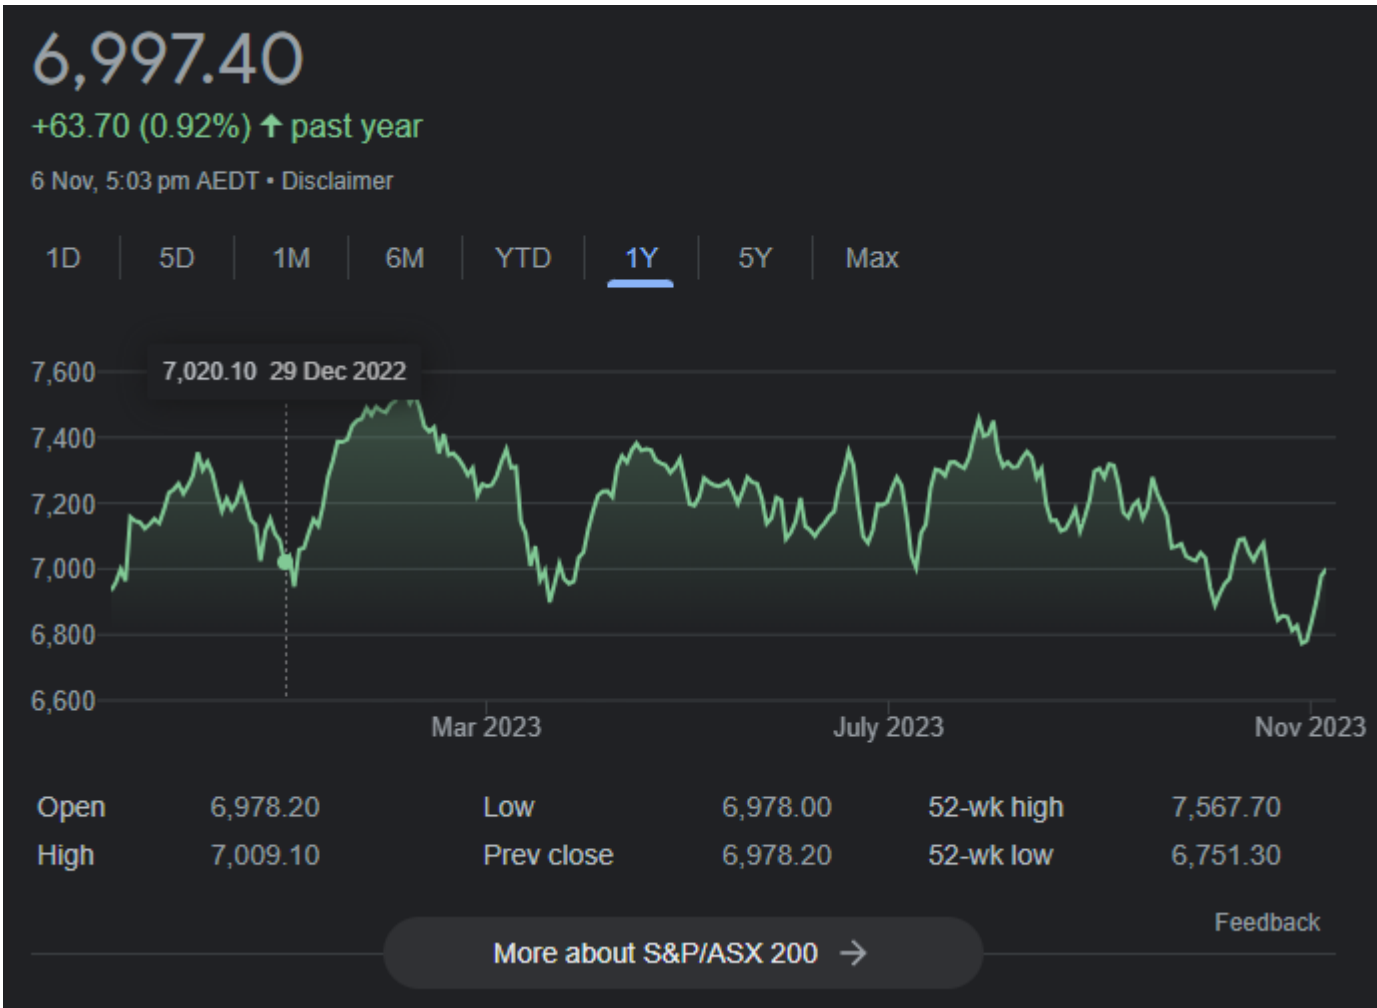 6,997.40
+63.70 (0.92%) ↑ past year
6 Nov, 5:03 pm AEDT • Disclaimer
1D 5D 1M 6M YTD 1Y 5Y Max
7,020.10 29 Dec 2022
7,600
7,400
7,200
7,000
6,800
6,600
Mar 2023 July 2023 Nov 2023
Open 6,978.20 Low 6,978.00 52-wk high 7,567.70
High 7,009.10 Prev close 6,978.20 52-wk low 6,751.30
Feedback
More about S&P/ASX 200 →